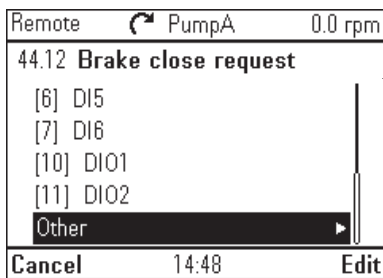 Remote PumpA 0.0 rpm
44.12 Brake close request
[6] DI5
[7] DI6
[10] DIO1
[11] DIO2
Other
Cancel 14:48 Edit